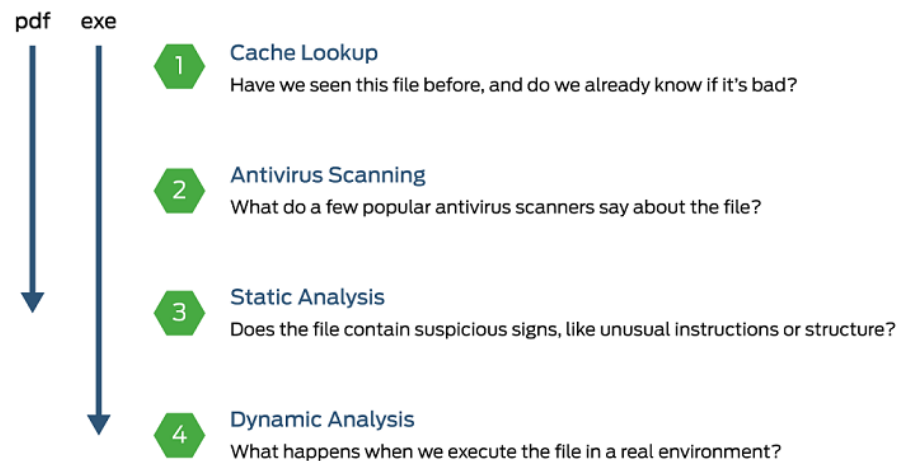 pdf exe
1 Cache Lookup
Have we seen this file before, and do we already know if it's bad?
2 Antivirus Scanning
What do a few popular antivirus scanners say about the file?
3 Static Analysis
Does the file contain suspicious signs, like unusual instructions or structure?
4 Dynamic Analysis
What happens when we execute the file in a real environment?